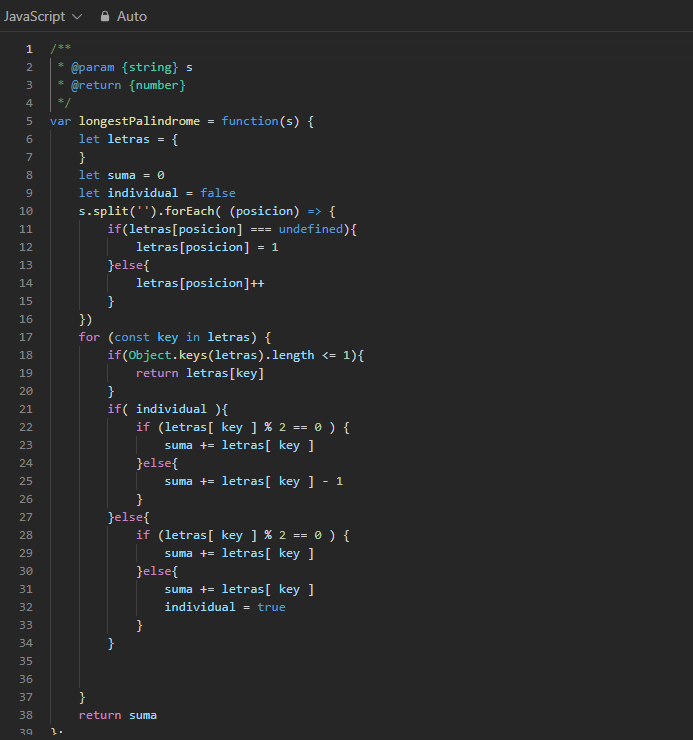 JavaScript Auto
1 /**
2 * @param {string} s
3 * @return {number}
4 */
5 var longestPalindrome = function(s) {
6 let letras = {
7 }
8 let suma = 0
9 let individual = false
10 s.split('').forEach( (posicion) => {
11 if(letras[posicion] === undefined){
12 letras[posicion] = 1
13 }else{
14 letras[posicion]++
15 }
16 })
17 for (const key in letras) {
18 if(Object.keys(letras).length <= 1){
19 return letras[key]
20 }
21 if( individual ){
22 if (letras[ key ] % 2 == 0 ) {
23 suma += letras[ key ]
24 }else{
25 suma += letras[ key ] - 1
26 }
27 }else{
28 if (letras[ key ] % 2 == 0 ) {
29 suma += letras[ key ]
30 }else{
31 suma += letras[ key ]
32 individual = true
33 }
34 }
35
36
37 }
38 return suma
39 };